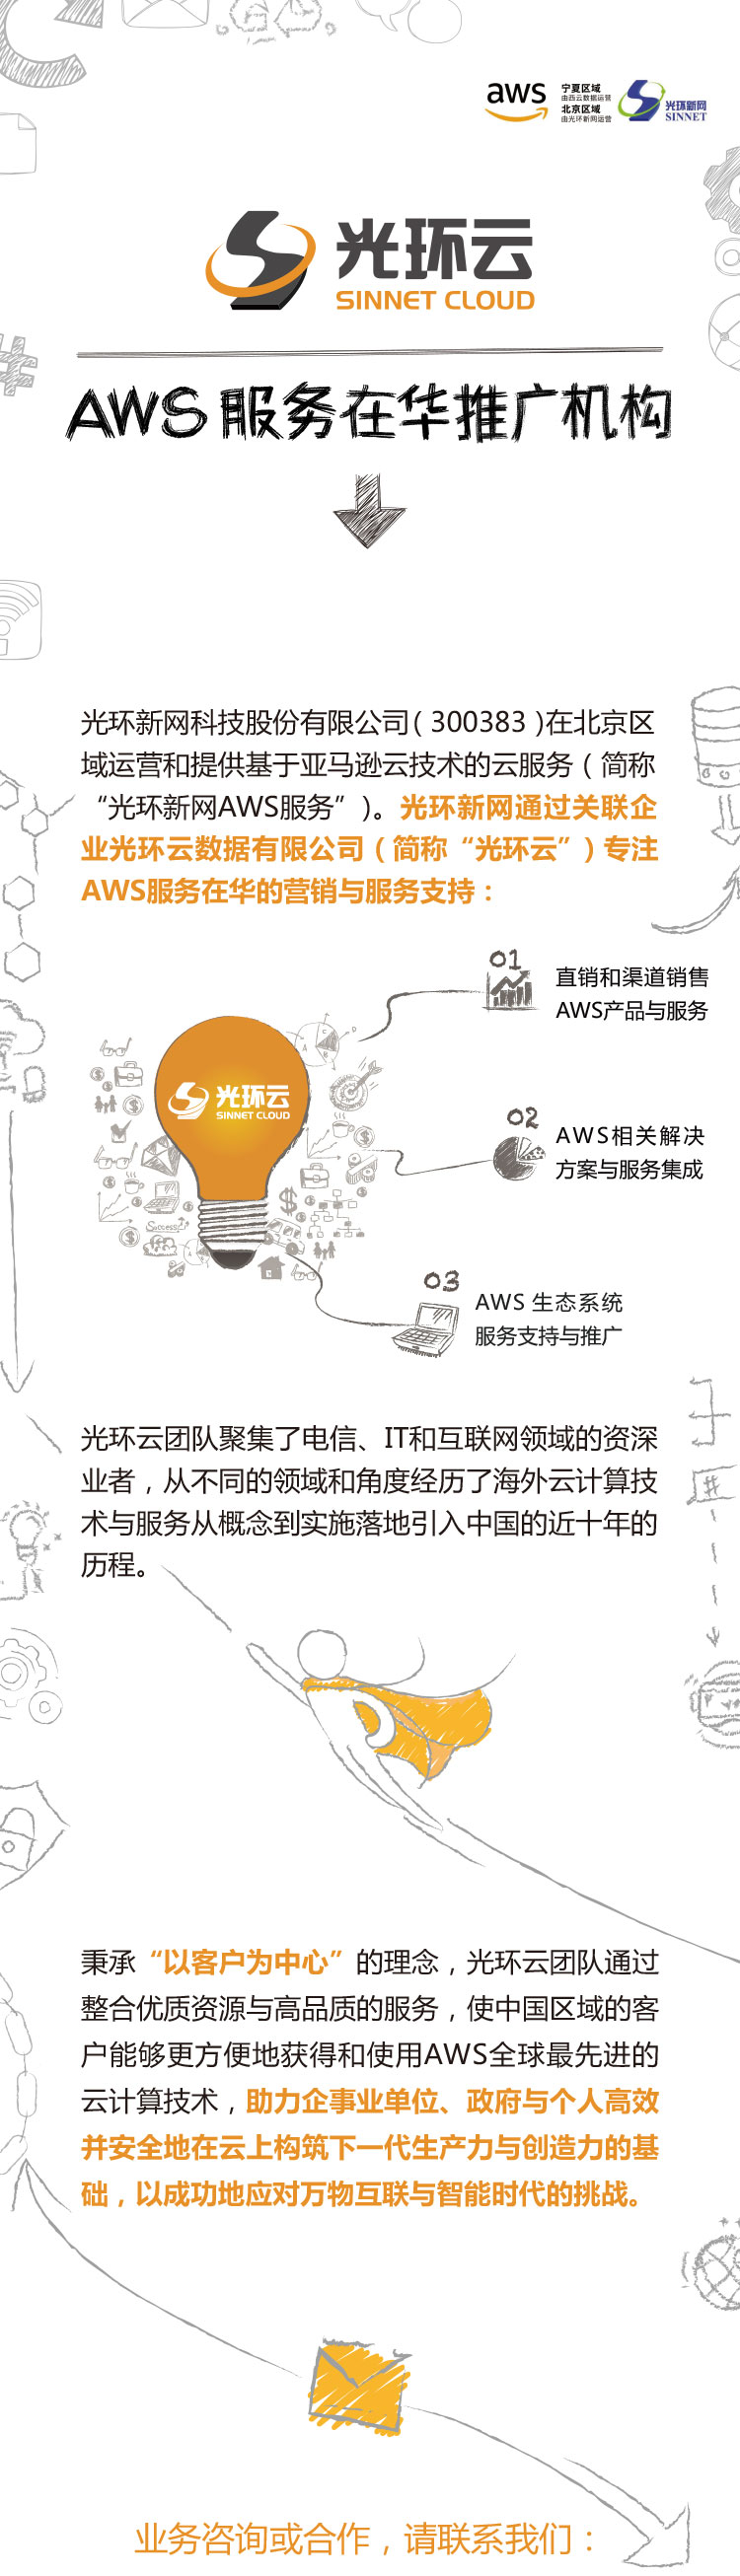 aws
宁夏区域
由西云数据运营
北京区域
由光环新网运营
光环新网
SINNET
光环云
SINNET CLOUD
AWS 服务在华推广机构
光环新网科技股份有限公司（300383）在北京区
域运营和提供基于亚马逊云技术的云服务（简称
“光环新网AWS服务”）。光环新网通过关联企
业光环云数据有限公司（简称“光环云”）专注
AWS服务在华的营销与服务支持：
01
直销和渠道销售
AWS产品与服务
光环云
SINNET CLOUD
02
AWS相关解决
方案与服务集成
Success
03
AWS 生态系统
服务支持与推广
光环云团队聚集了电信、IT和互联网领域的资深
业者，从不同的领域和角度经历了海外云计算技
术与服务从概念到实施落地引入中国的近十年的
历程。
秉承“以客户为中心”的理念，光环云团队通过
整合优质资源与高品质的服务，使中国区域的客
户能够更方便地获得和使用AWS全球最先进的
云计算技术，助力企事业单位、政府与个人高效
并安全地在云上构筑下一代生产力与创造力的基
础，以成功地应对万物互联与智能时代的挑战。
业务咨询或合作，请联系我们：